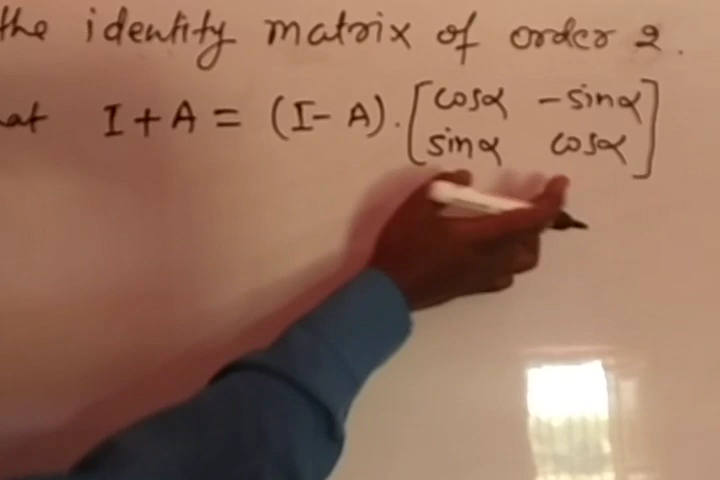 the identity matrix of order 2.
at I + A = (I - A). [cosα -sinα
sinα cosα]